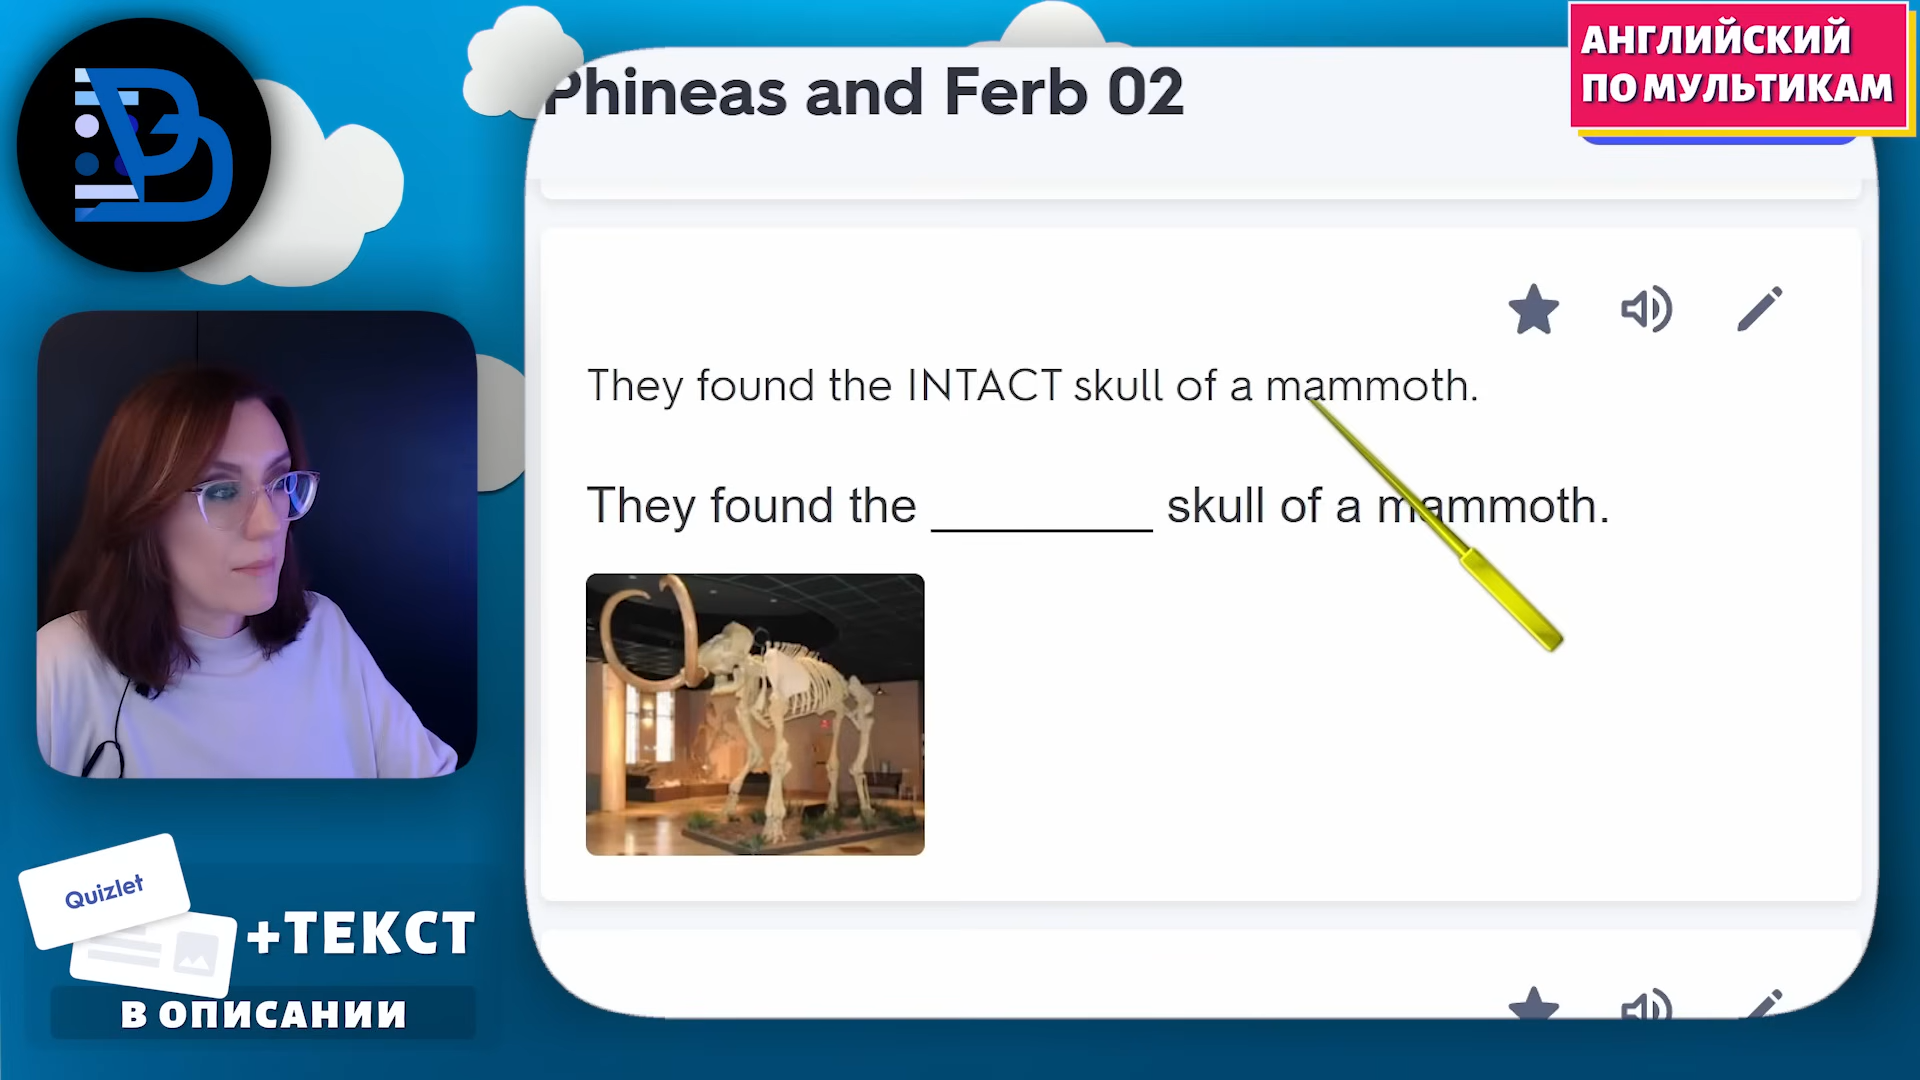 Phineas and Ferb 02
АНГЛИЙСКИЙ
ПО МУЛЬТИКАМ
They found the INTACT skull of a mammoth.
They found the _________ skull of a mammoth.
Quizlet
+ТЕКСТ
В ОПИСАНИИ